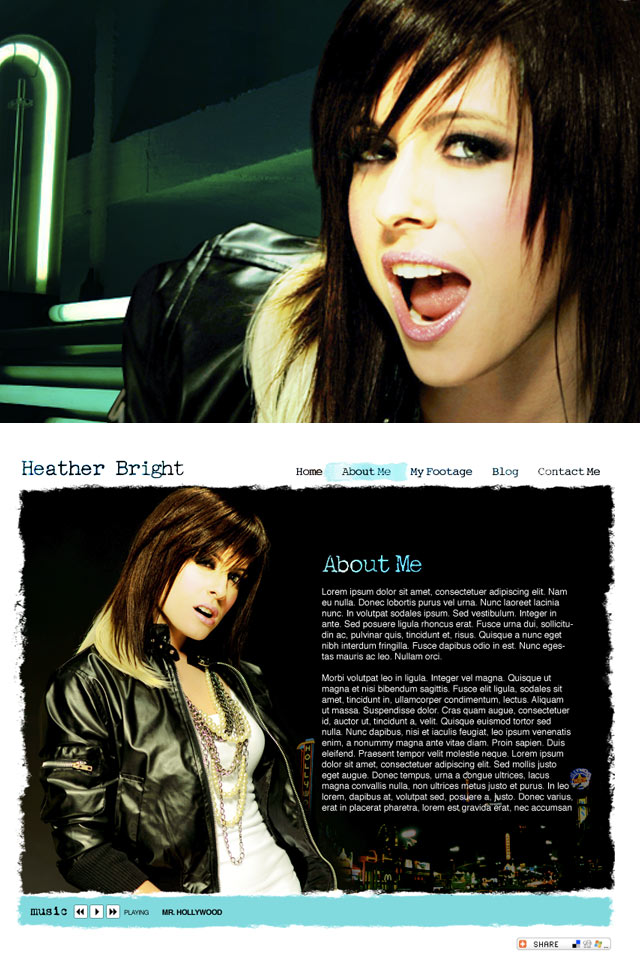 Heather Bright
Home About Me My Footage Blog Contact Me
About Me
Lorem ipsum dolor sit amet, consectetuer adipiscing elit. Nam
eu nulla. Donec lobortis purus vel urna. Nunc laoreet lacinia
nunc. In volutpat sodales ipsum. Sed vestibulum. Integer in
ante. Sed posuere ligula rhoncus erat. Fusce urna dui, sollicitu-
din ac, pulvinar quis, tincidunt et, risus. Quisque a nunc eget
nibh interdum fringilla. Fusce dapibus odio in est. Nunc eges-
tas mauris ac leo. Nullam orci.
Morbi volutpat leo in ligula. Integer vel magna. Quisque ut
magna et nisi bibendum sagittis. Fusce elit ligula, sodales sit
amet, tincidunt in, ullamcorper condimentum, lectus. Aliquam
ut massa. Suspendisse dolor. Cras quam augue, consectetuer
id, auctor ut, tincidunt a, velit. Quisque euismod tortor sed
nulla. Nunc dapibus, nisi et iaculis feugiat, leo ipsum venenatis
enim, a nonummy magna ante vitae diam. Proin sapien. Duis
eleifend. Praesent tempor velit molestie neque. Lorem ipsum
dolor sit amet, consectetuer adipiscing elit. Sed mollis justo
eget augue. Donec tempus, urna a congue ultrices, lacus
magna convallis nulla, non ultrices metus justo et purus. In leo
lorem, dapibus at, volutpat sed, posuere a, justo. Donec varius,
erat in placerat pharetra, lorem est gravida erat, nec accumsan
HOLLY
music PLAYING MR. HOLLYWOOD
SHARE